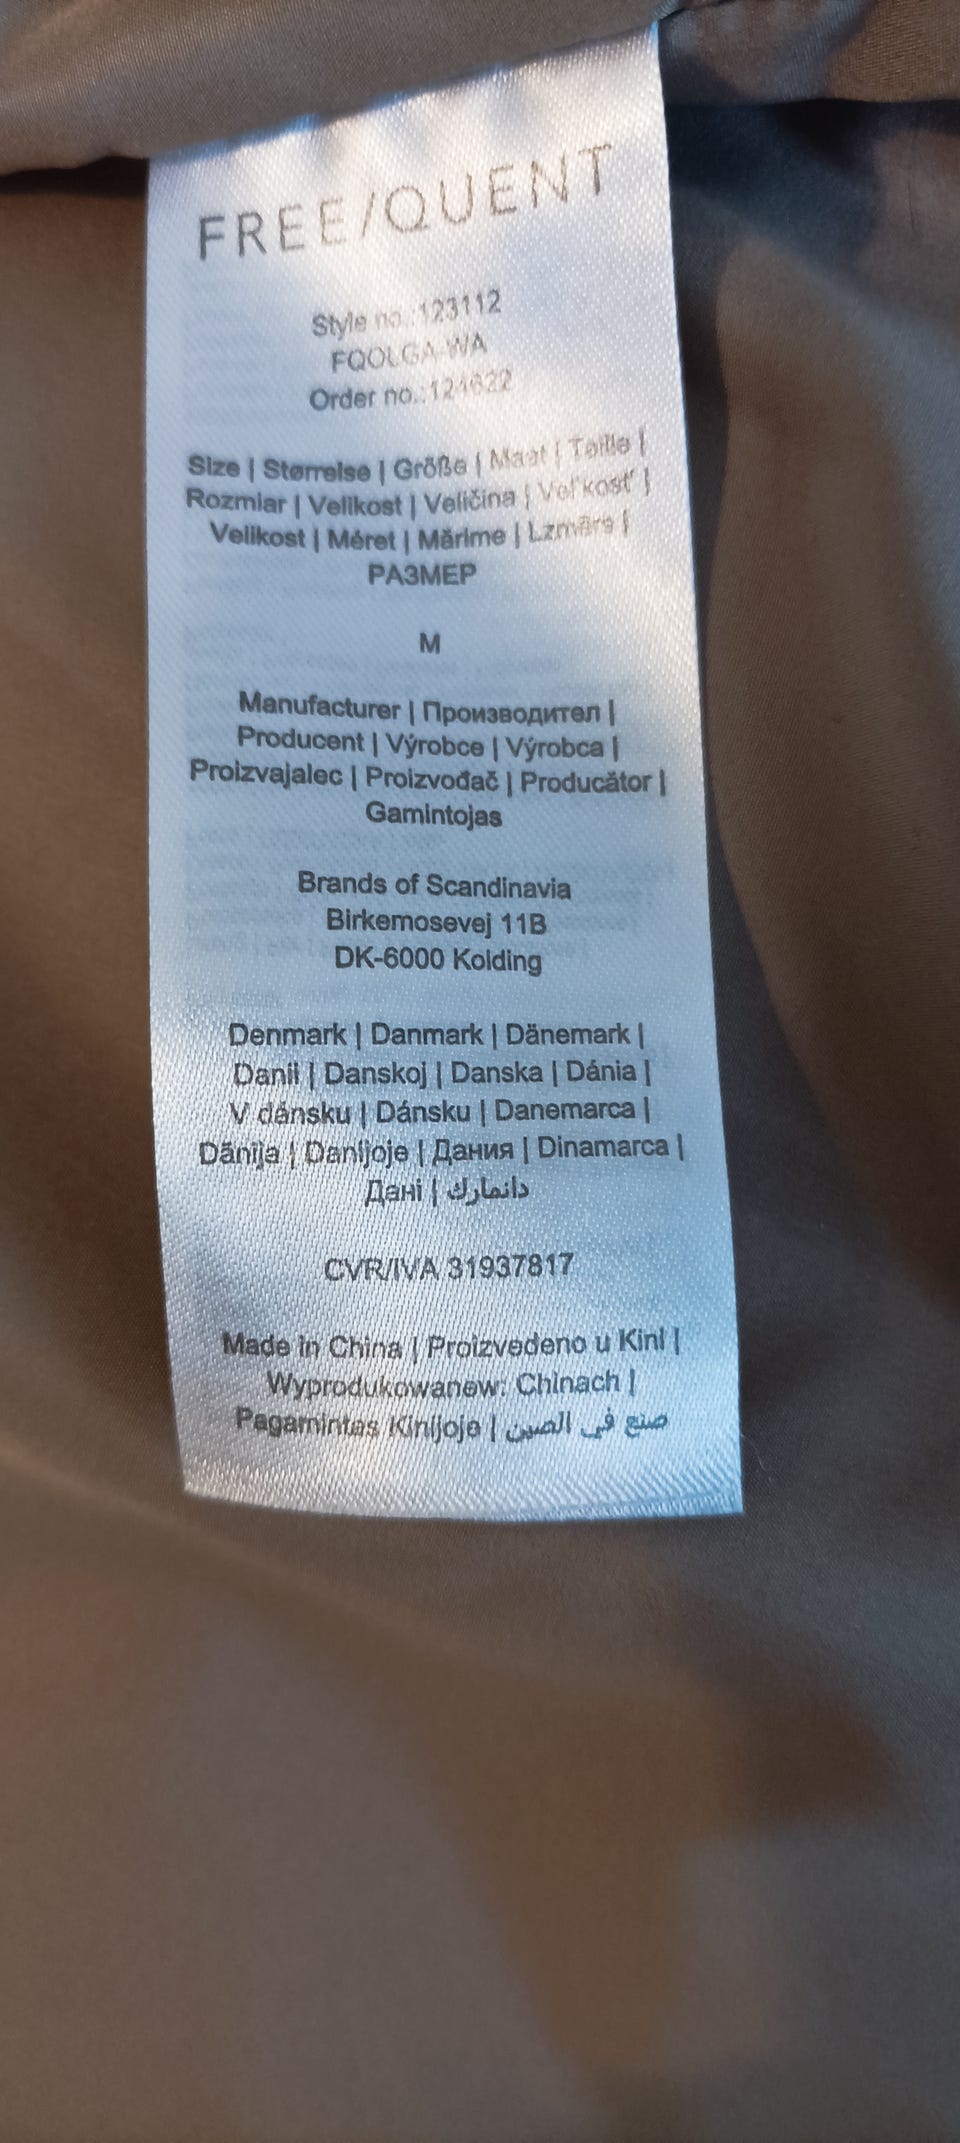 FREE/QUENT
Style no.:123112
FQOLGA-WA
Order no.:124622
Size | Størrelse | Größe | Maat | Taille |
Rozmiar | Velikost | Veličina | Veľkosť |
Velikost | Méret | Mărime | Lzmērs |
РАЗМЕР
M
Manufacturer | Производител |
Producent | Výrobce | Výrobca |
Proizvajalec | Proizvođač | Producător |
Gamintojas
Brands of Scandinavia
Birkemosevej 11B
DK-6000 Kolding
Denmark | Danmark | Dänemark |
Danii | Danskoj | Danska | Dánia |
V dánsku | Dánsku | Danemarca |
Dānija | Danijoje | Дания | Dinamarca |
Дані | دانمارك
CVR/IVA 31937817
Made in China | Proizvedeno u Kini |
Wyprodukowanew: Chinach |
Pagamintas Kinijoje | صنع في الصين